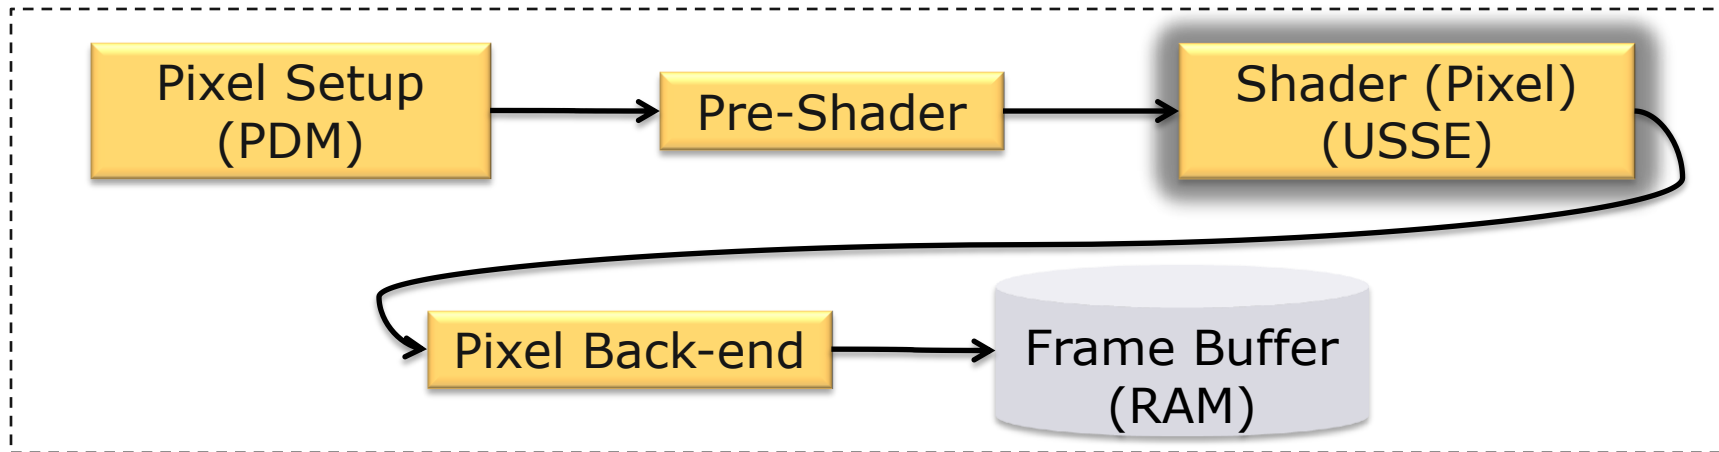 Pixel Setup
(PDM)
Pre-Shader
Shader (Pixel)
(USSE)
Pixel Back-end
Frame Buffer
(RAM)